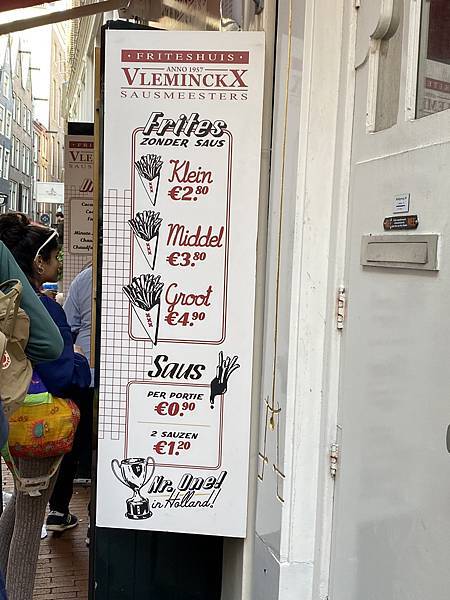 • FRITESHUIS •
ANNO 1957
VLEMINCKX
SAUSMEESTERS
Frites
ZONDER SAUS
Klein
€2.80
Middel
€3.80
Groot
€4.90
Saus
PER PORTIE
€0.90
2 SAUZEN
€1.20
Nr. One!
in Holland!